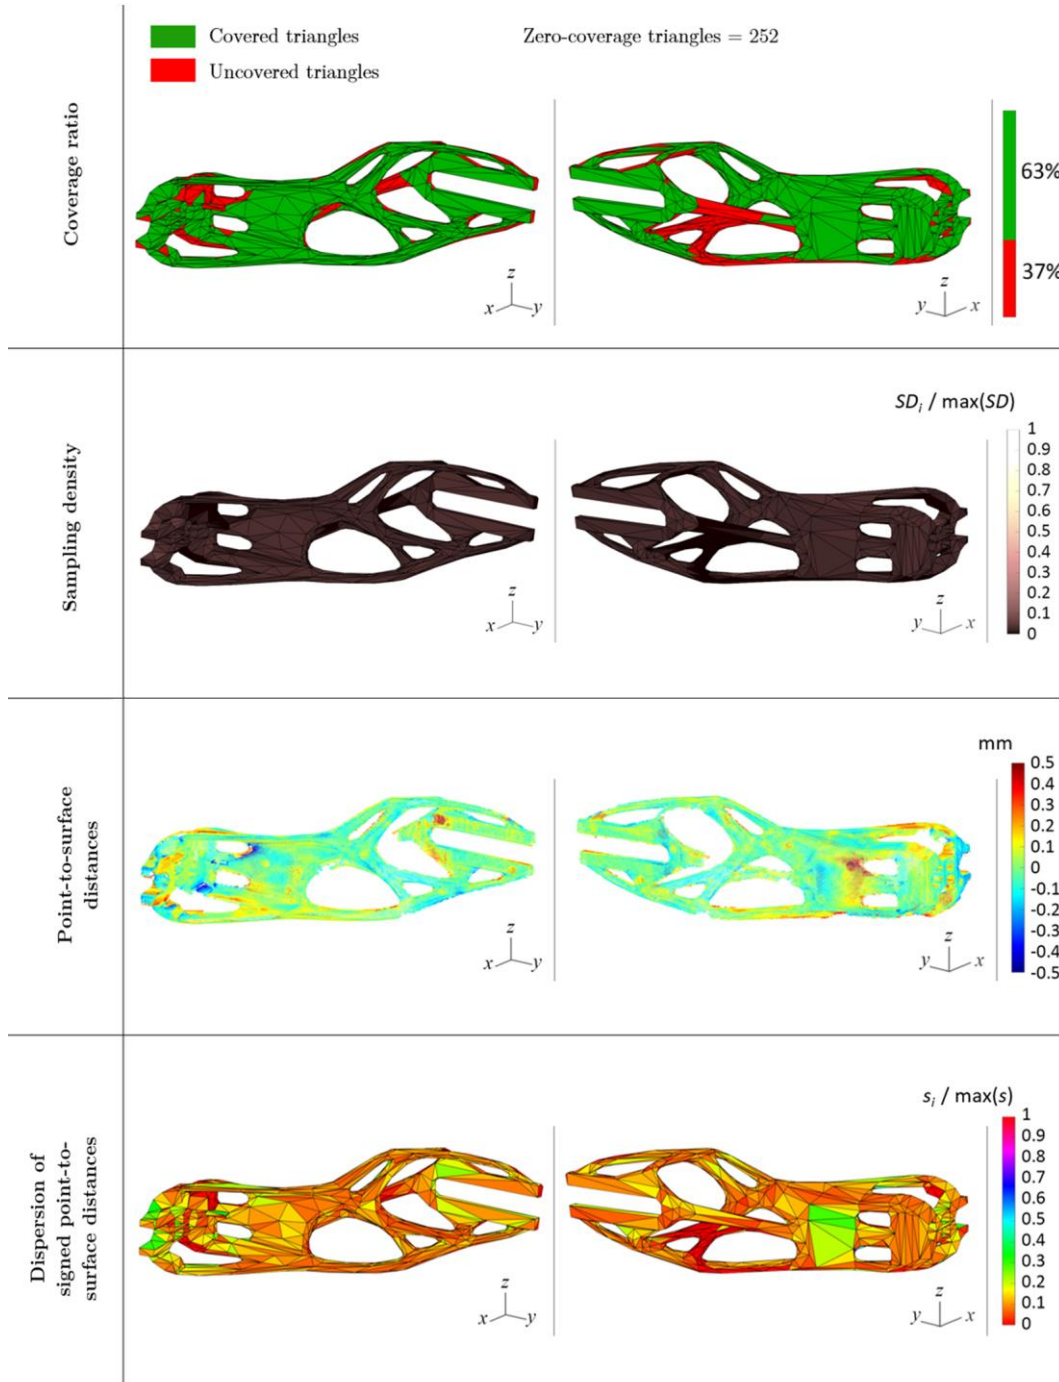 Covered triangles
Zero-coverage triangles = 252
Uncovered triangles
Coverage ratio
63%
37%
z
x
y
z
y
x
Sampling density
SDi / max(SD)
1
0.9
0.8
0.7
0.6
0.5
0.4
0.3
0.2
0.1
0
z
x
y
z
y
x
Point-to-surface
distances
mm
0.5
0.4
0.3
0.2
0.1
0
-0.1
-0.2
-0.3
-0.4
-0.5
z
x
y
z
y
x
Dispersion of
signed point-to-
surface distances
si / max(s)
1
0.9
0.8
0.7
0.6
0.5
0.4
0.3
0.2
0.1
0
z
x
y
z
y
x